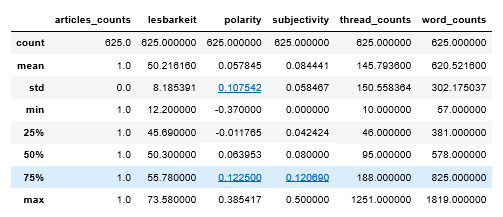 articles_counts lesbarkeit polarity subjectivity thread_counts word_counts
count 625.0 625.000000 625.000000 625.000000 625.000000 625.000000
mean 1.0 50.216160 0.057845 0.084441 145.793600 620.521600
std 0.0 8.185391 0.107542 0.058467 150.558364 302.175037
min 1.0 12.200000 -0.370000 0.000000 10.000000 57.000000
25% 1.0 45.690000 -0.011765 0.042424 46.000000 381.000000
50% 1.0 50.300000 0.063953 0.080000 95.000000 578.000000
75% 1.0 55.780000 0.122500 0.120690 188.000000 825.000000
max 1.0 73.580000 0.385417 0.500000 1251.000000 1819.000000